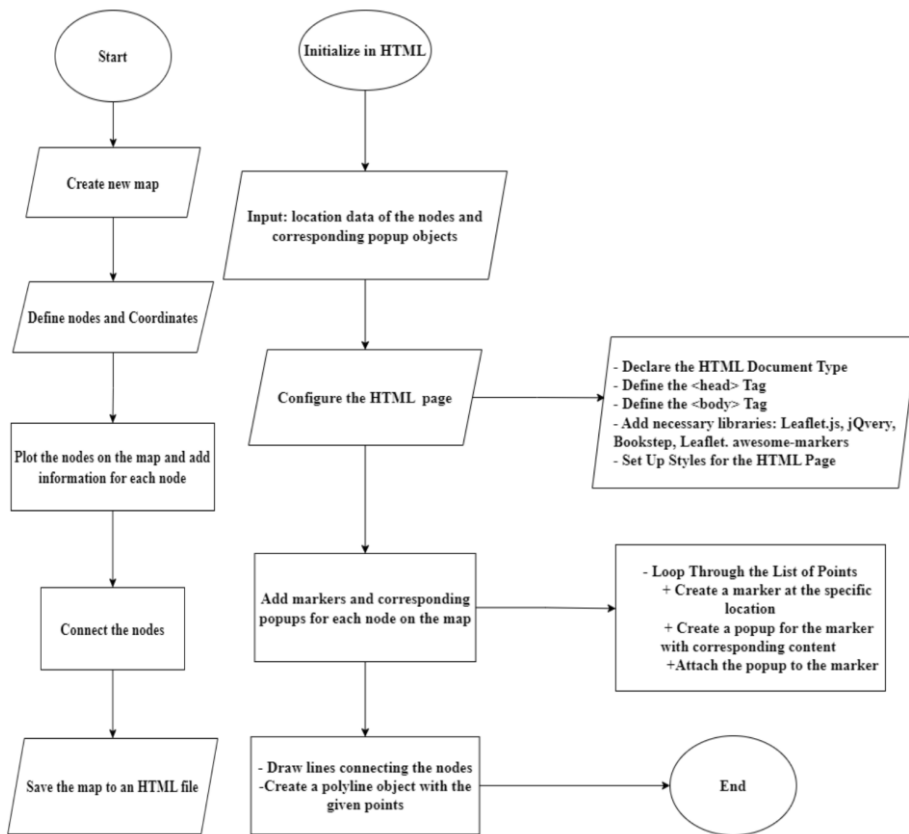 Start
Create new map
Define nodes and Coordinates
Plot the nodes on the map and add
information for each node
Connect the nodes
Save the map to an HTML file
Initialize in HTML
Input: location data of the nodes and
corresponding popup objects
Configure the HTML page
- Declare the HTML Document Type
- Define the <head> Tag
- Define the <body> Tag
- Add necessary libraries: Leaflet.js, jQvery,
Bookstep, Leaflet. awesome-markers
- Set Up Styles for the HTML Page
Add markers and corresponding
popups for each node on the map
- Loop Through the List of Points
+ Create a marker at the specific
location
+ Create a popup for the marker
with corresponding content
+Attach the popup to the marker
- Draw lines connecting the nodes
-Create a polyline object with the
given points
End